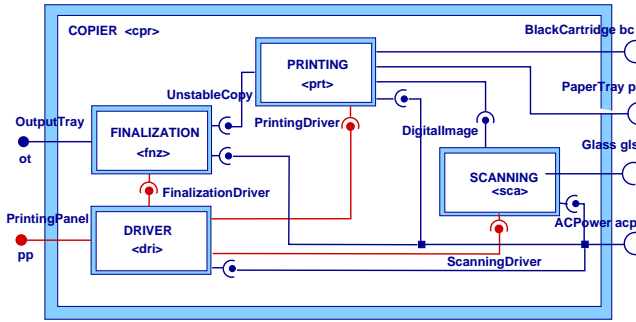 COPIER <cpr>
BlackCartridge bc
PRINTING
<prt>
PaperTray p
UnstableCopy
OutputTray
ot
FINALIZATION
<fnz>
PrintingDriver
DigitalImage
Glass gls
SCANNING
<sca>
FinalizationDriver
PrintingPanel
pp
DRIVER
<dri>
ACPower acp
ScanningDriver